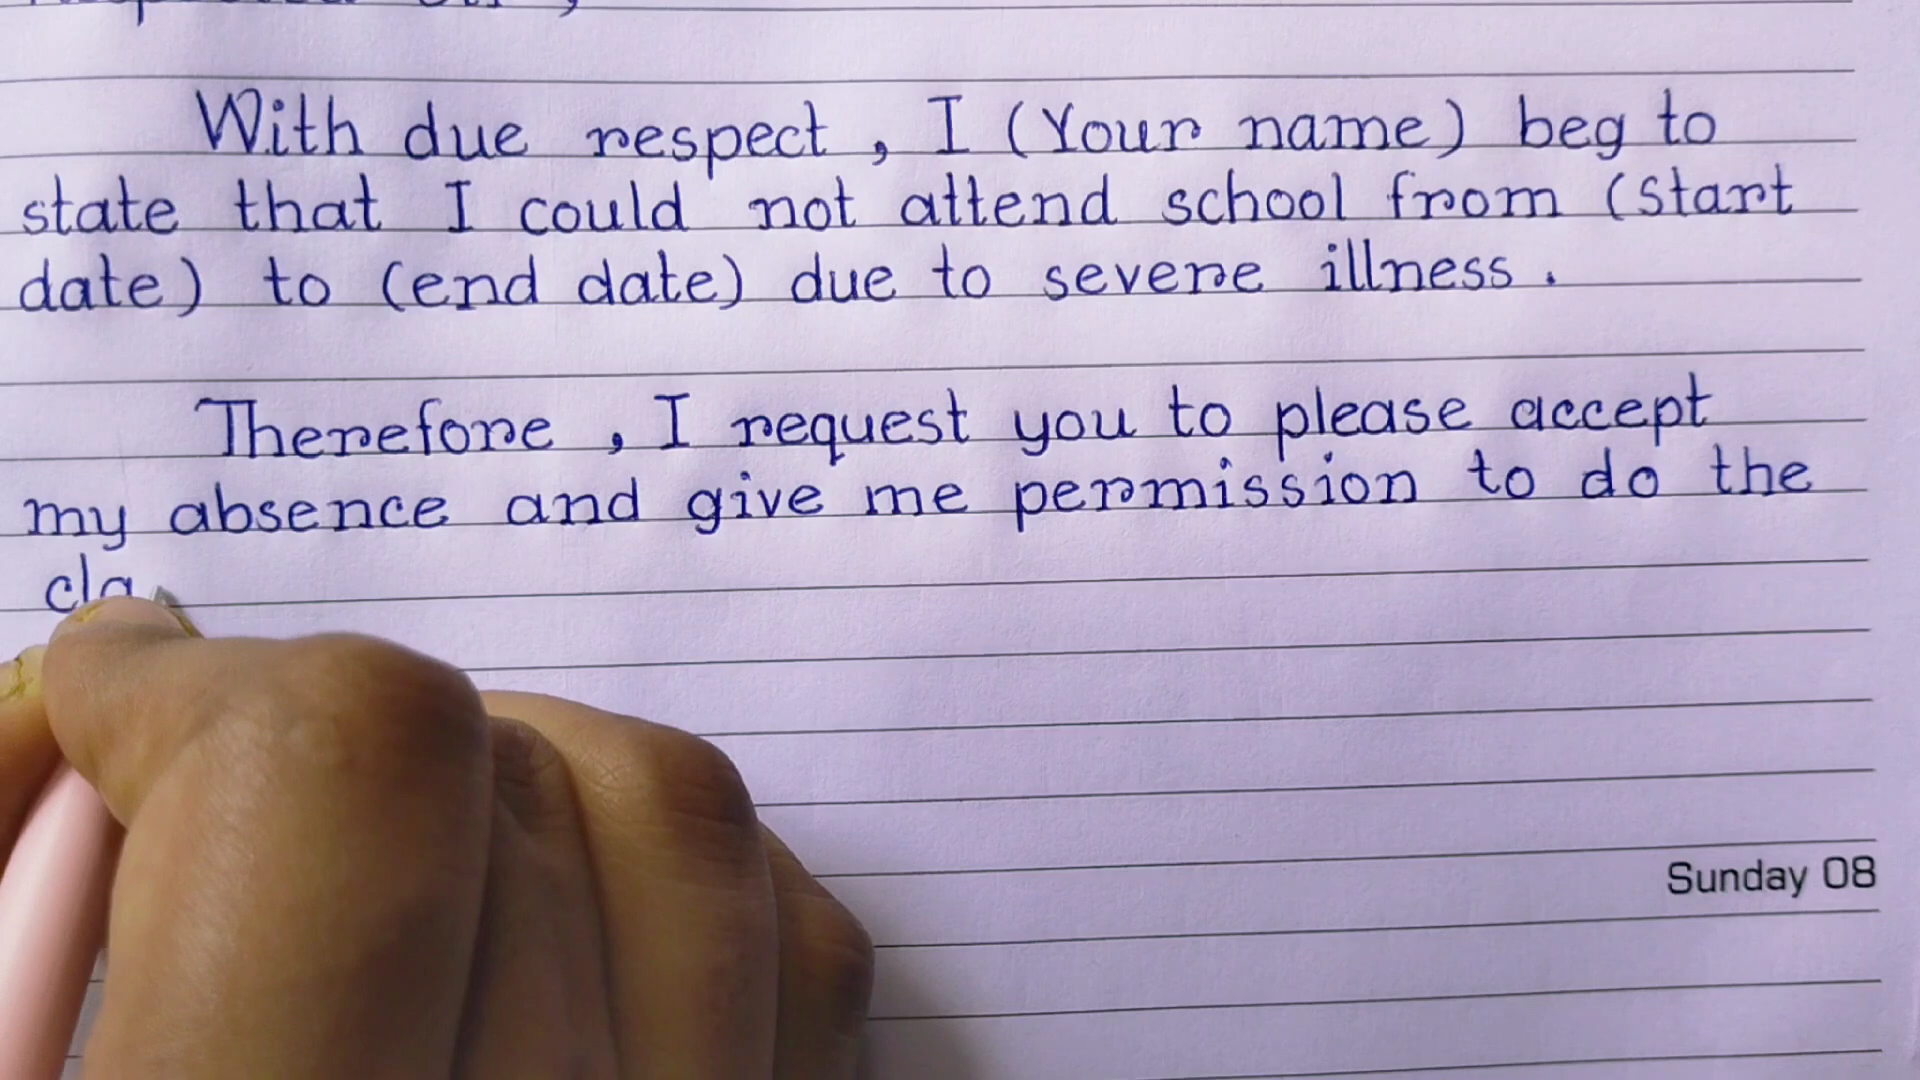 With due respect, I (Your name) beg to
state that I could not attend school from (start
date) to (end date) due to severe illness.
Therefore, I request you to please accept
my absence and give me permission to do the
cla
Sunday 08